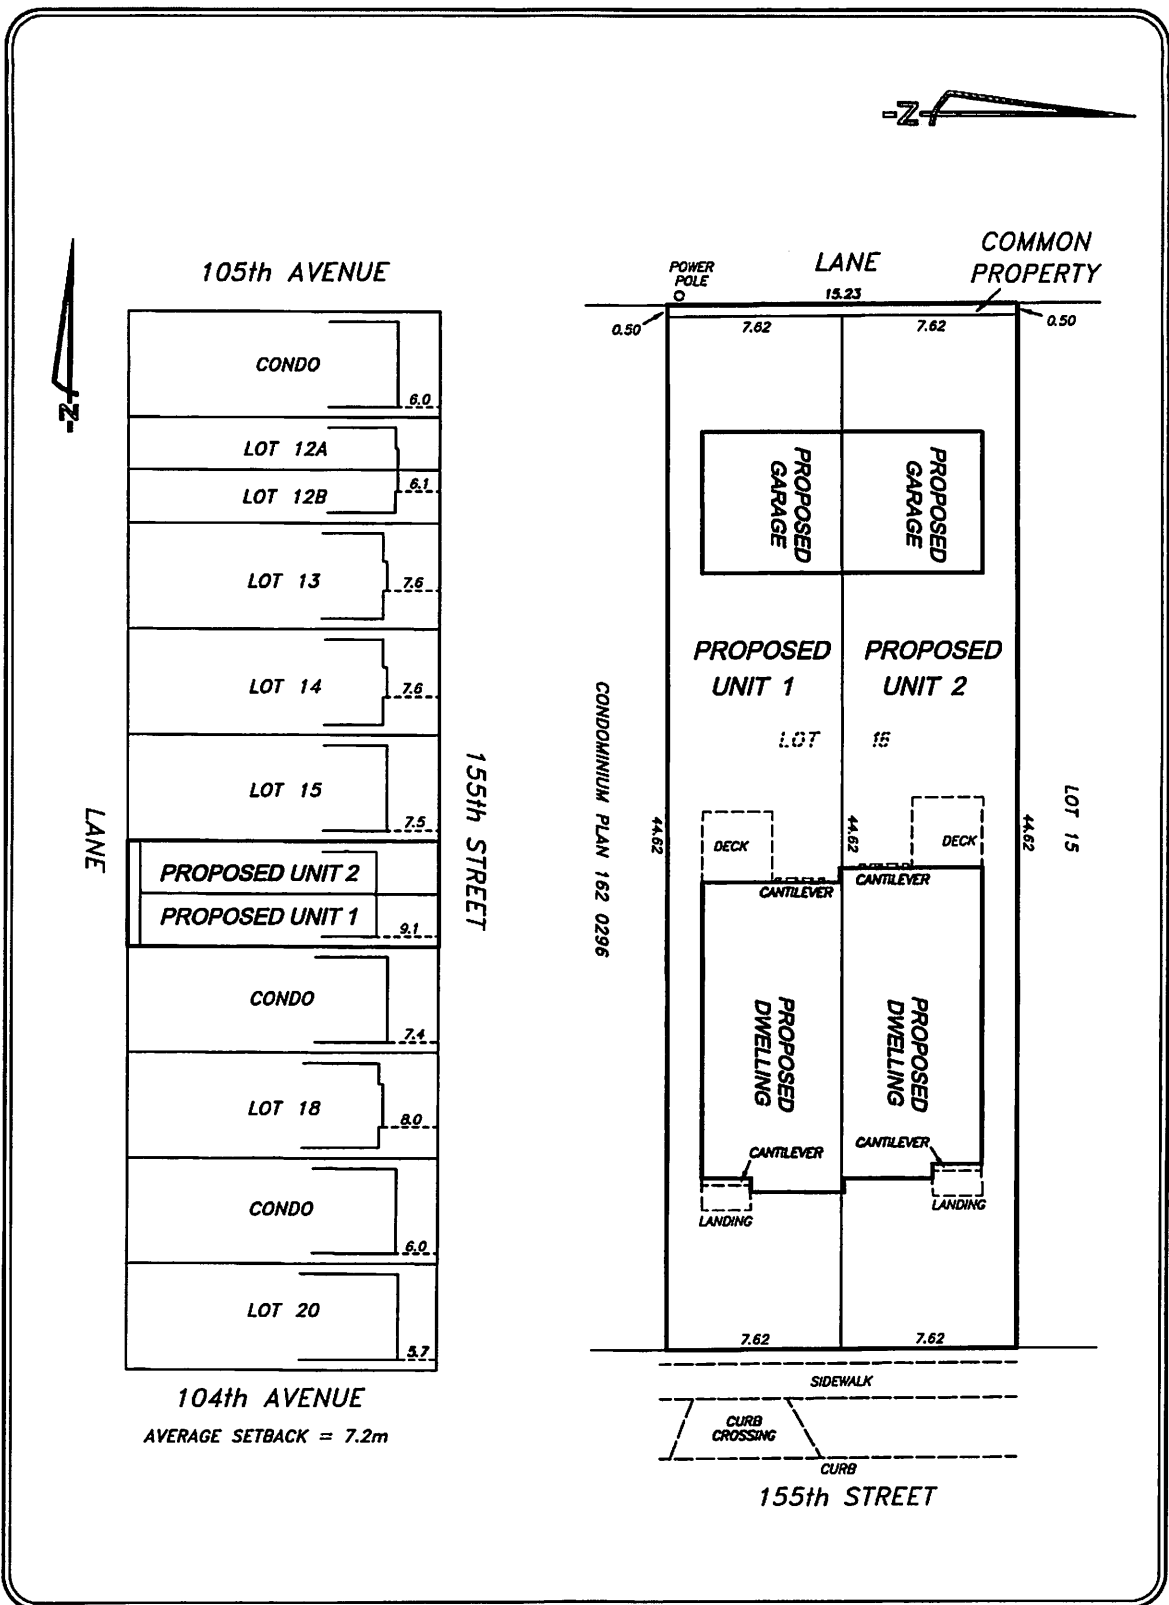 -N-
105th AVENUE
-N-
CONDO
6.0
LOT 12A
LOT 12B
6.1
LOT 13
7.6
LOT 14
7.6
LOT 15
7.5
PROPOSED UNIT 2
PROPOSED UNIT 1
9.1
CONDO
7.4
LOT 18
8.0
CONDO
6.0
LOT 20
5.7
LANE
155th STREET
104th AVENUE
AVERAGE SETBACK = 7.2m
LANE
COMMON
PROPERTY
POWER
POLE
15.23
0.50
7.62
7.62
0.50
PROPOSED
GARAGE
PROPOSED
GARAGE
PROPOSED
UNIT 1
PROPOSED
UNIT 2
LOT 16
CONDOMINIUM PLAN 162 0296
LOT 15
44.62
44.62
44.62
DECK
DECK
CANTILEVER
CANTILEVER
PROPOSED
DWELLING
PROPOSED
DWELLING
CANTILEVER
CANTILEVER
LANDING
LANDING
7.62
7.62
SIDEWALK
CURB
CROSSING
CURB
155th STREET